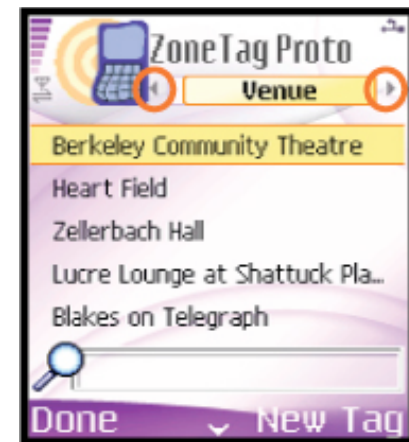 ZoneTag Proto
Venue
Berkeley Community Theatre
Heart Field
Zellerbach Hall
Lucre Lounge at Shattuck Pla...
Blakes on Telegraph
Done New Tag